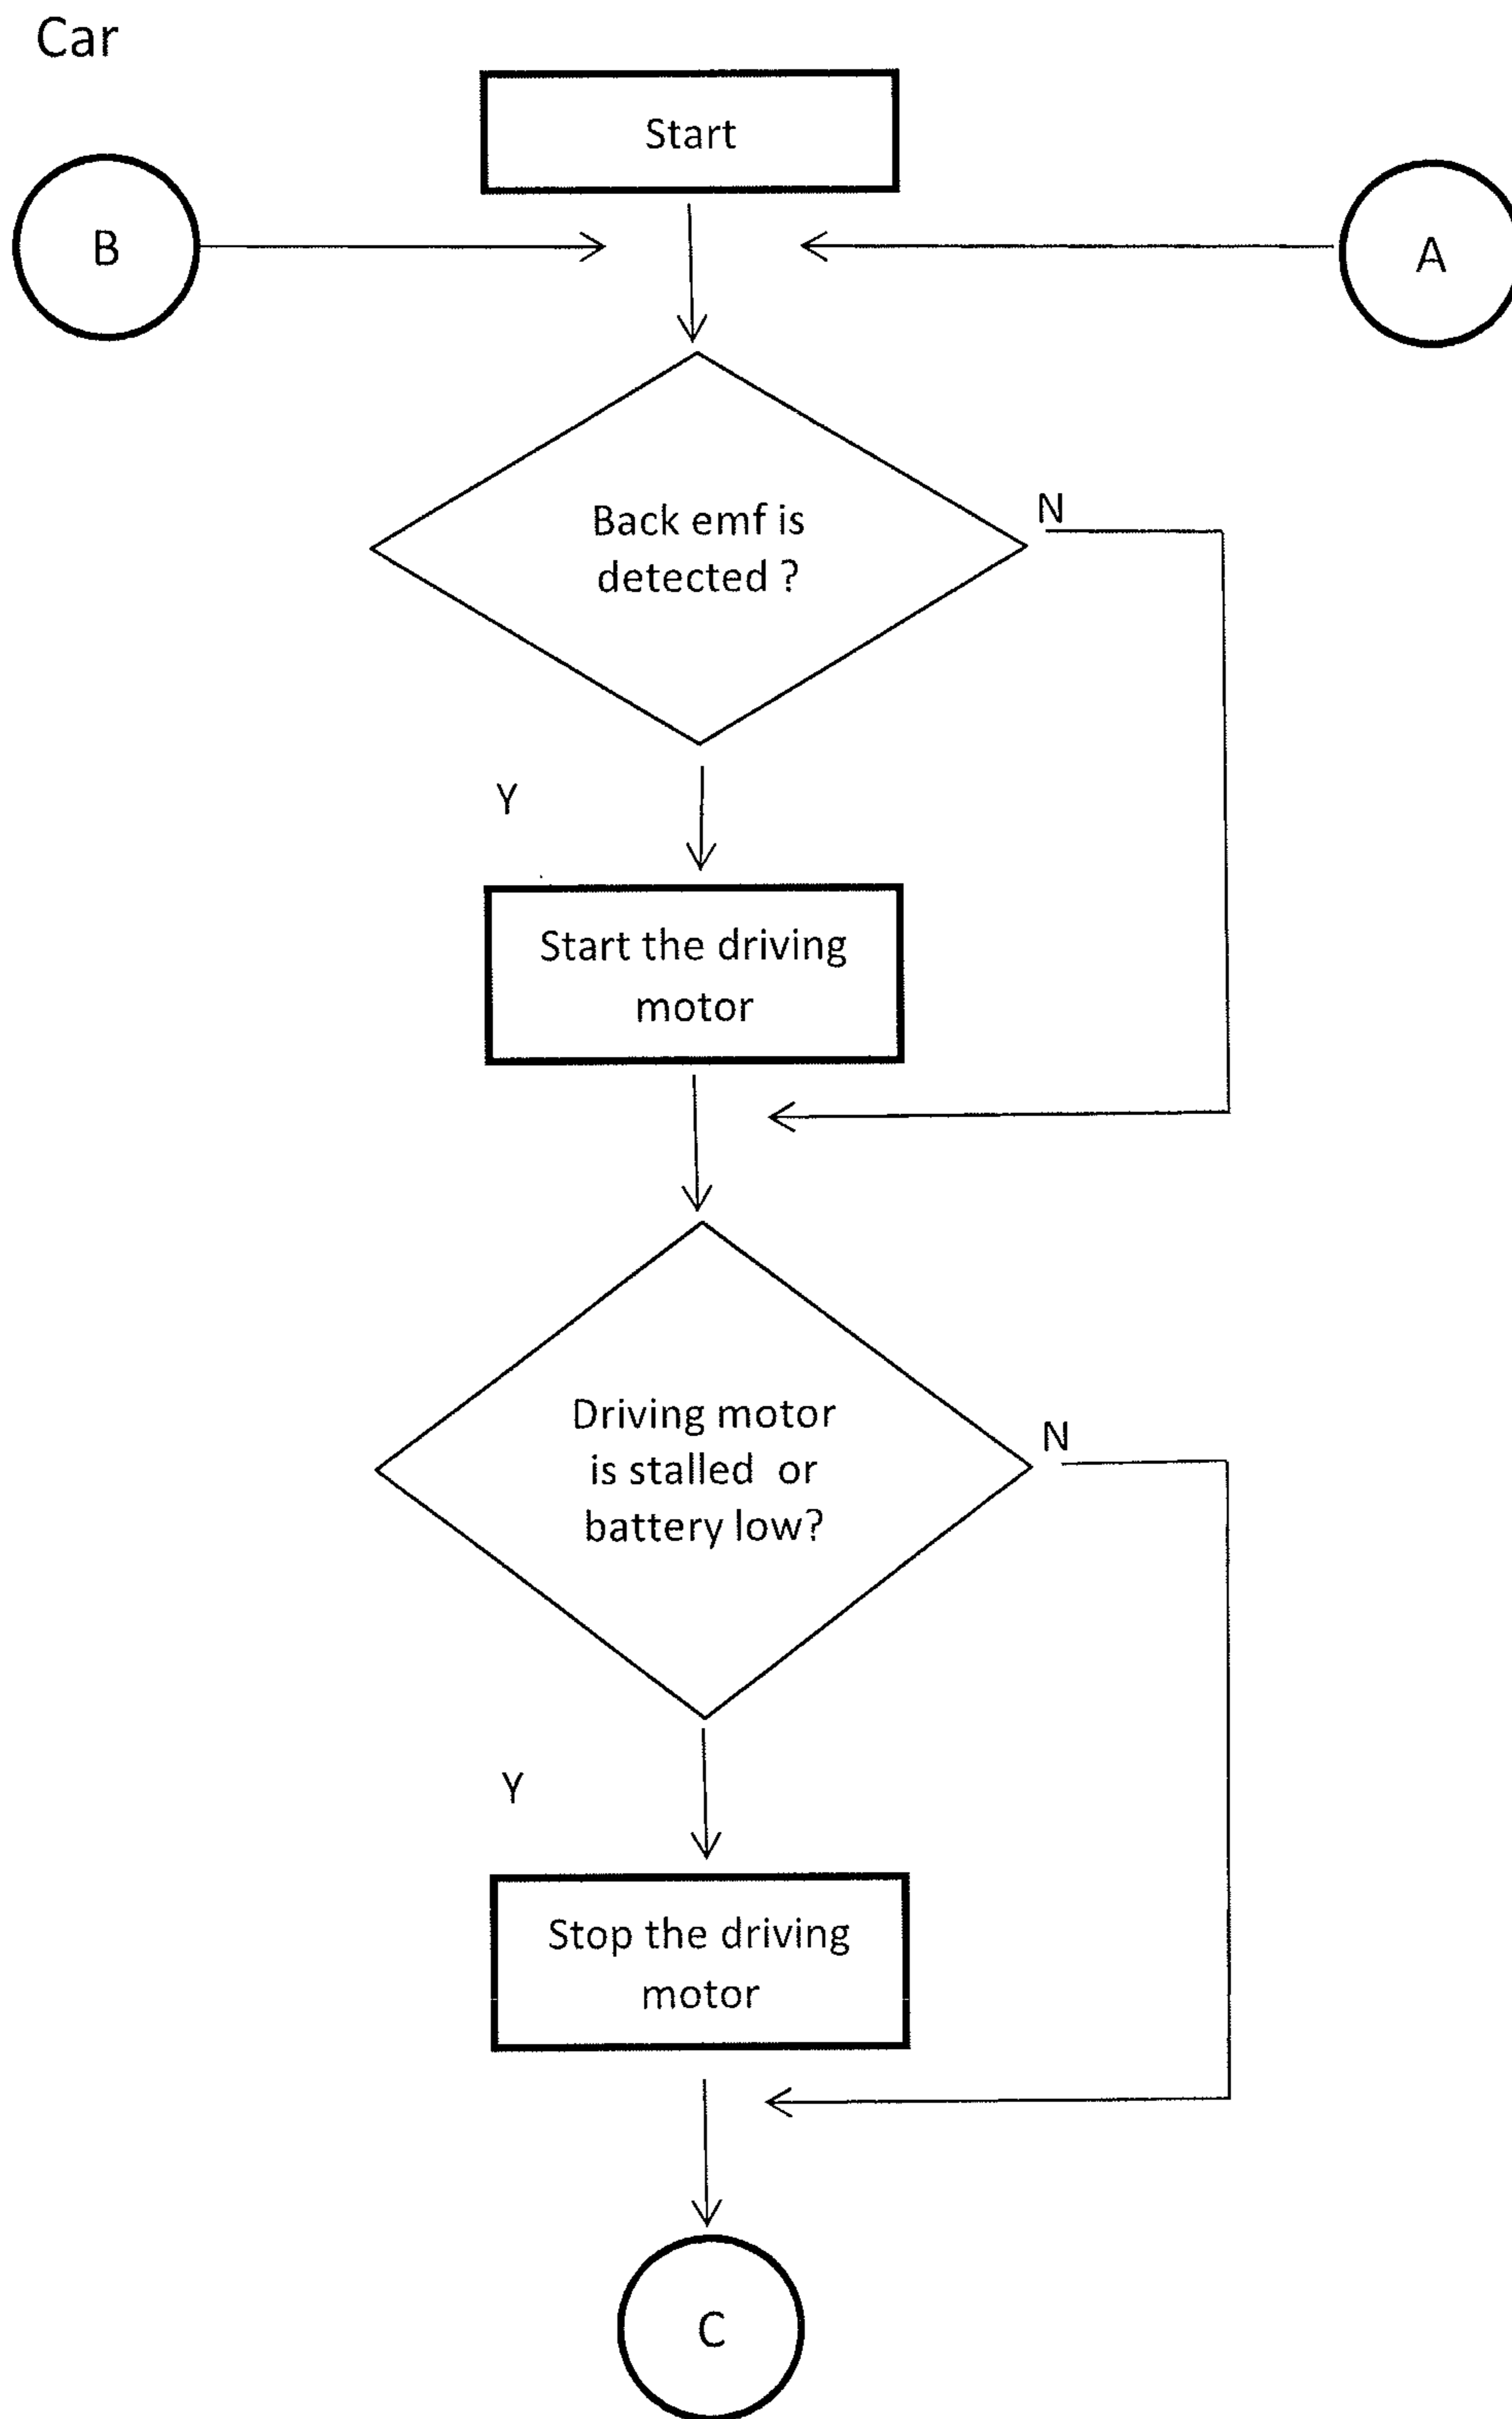 Car
Start
B
A
Back emf is
detected ?
N
Y
Start the driving
motor
Driving motor
is stalled or
battery low?
N
Y
Stop the driving
motor
C